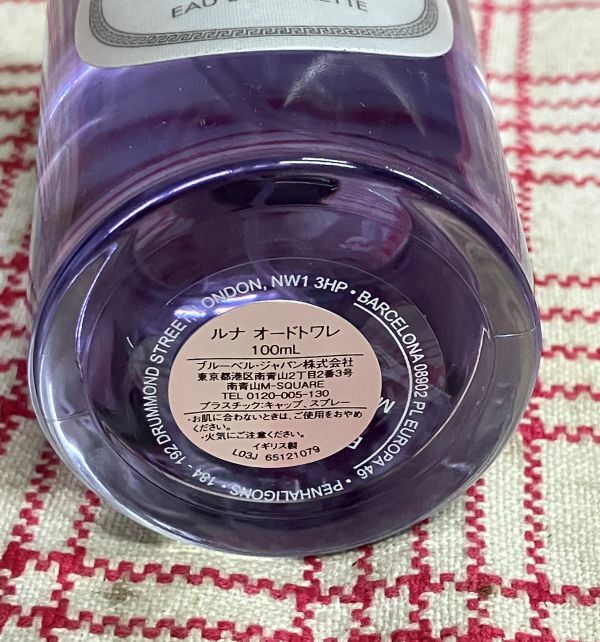 EAU DE TOILETTE
PENHALIGONS · 184 - 192 DRUMMOND STREET, LONDON, NW1 3HP · BARCELONA 08902 PL EUROPA 46 ·
ルナ オードトワレ
100mL
ブルーベル・ジャパン株式会社
東京都港区南青山2丁目2番3号
南青山M-SQUARE
TEL 0120-005-130
プラスチック:キャップ、スプレー
・お肌に合わないときは、ご使用をおやめ
ください。
・火気にご注意ください。
イギリス製
L03J 65121079